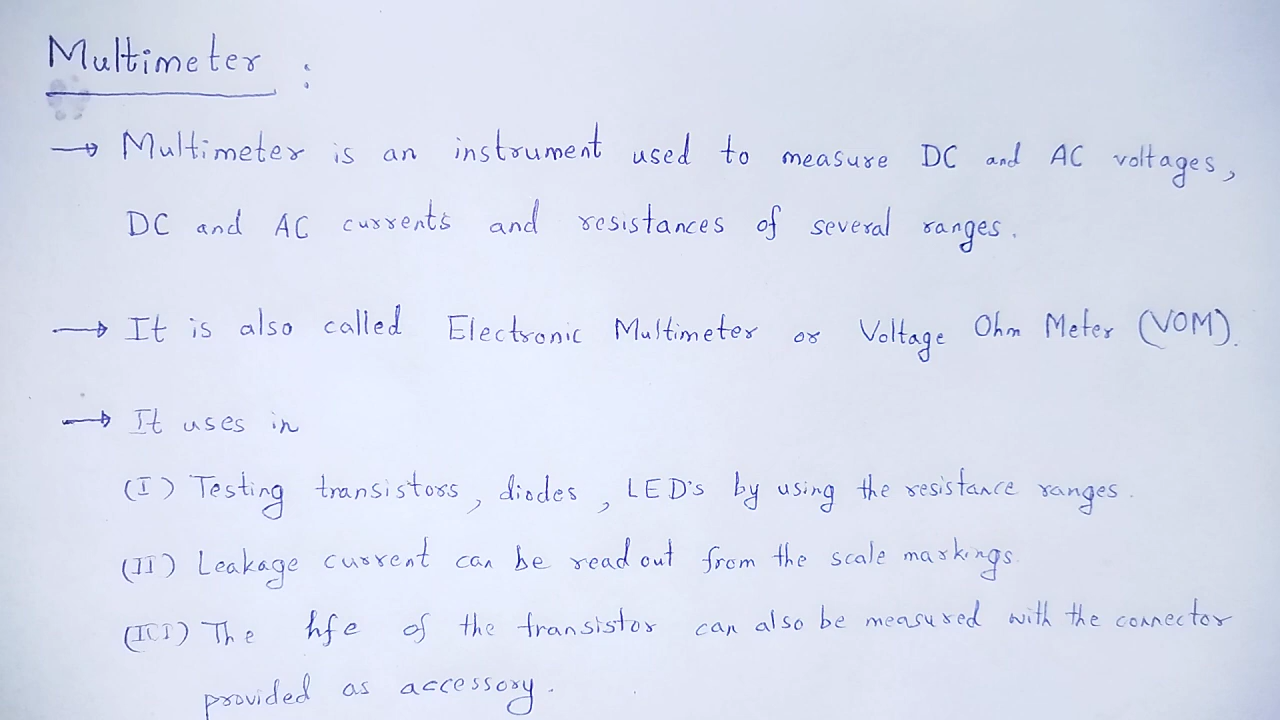 Multimeter :
→ Multimeter is an instrument used to measure DC and AC voltages,
DC and AC currents and resistances of several ranges.
→ It is also called Electronic Multimeter or Voltage Ohm Meter (VOM).
→ It uses in
(I) Testing transistors, diodes, LED's by using the resistance ranges.
(II) Leakage current can be read out from the scale markings.
(III) The hfe of the transistor can also be measured with the connector
provided as accessory.